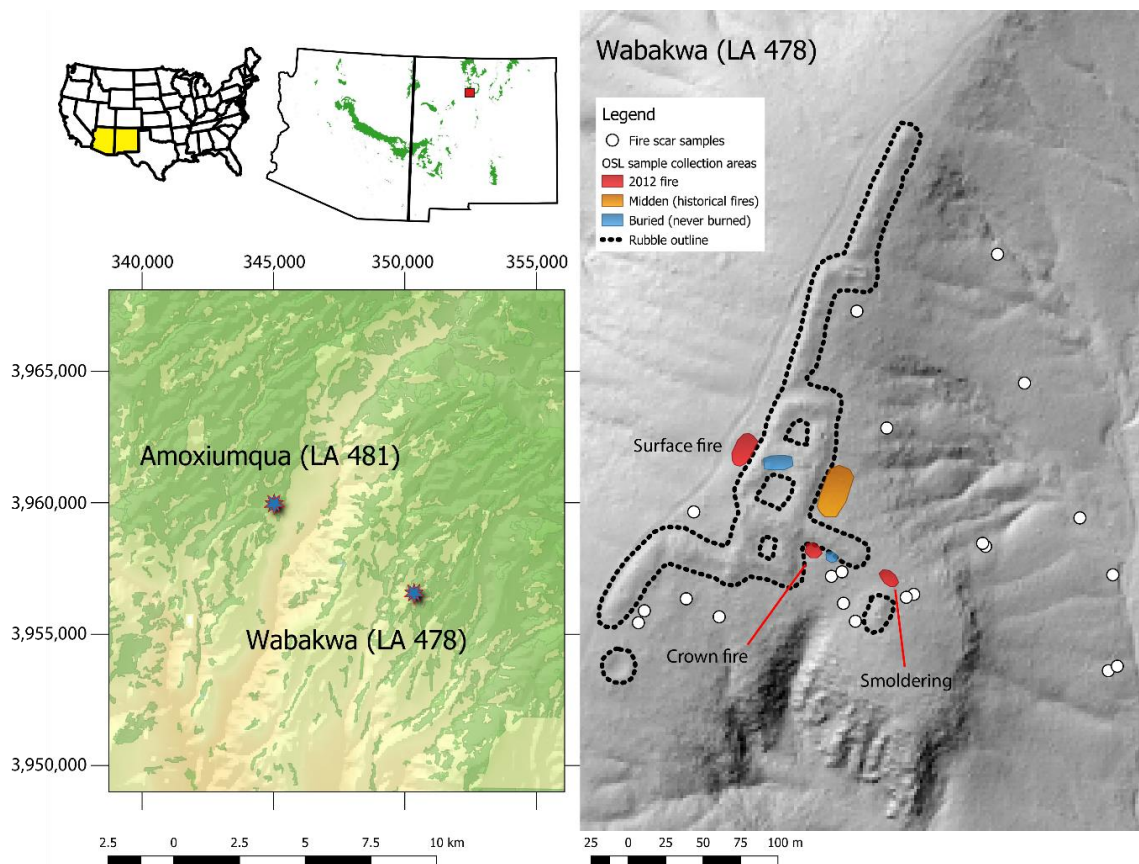 340,000 345,000 350,000 355,000
3,965,000
3,960,000
3,955,000
3,950,000
Amoxiumqua (LA 481)
Wabakwa (LA 478)
2.5 0 2.5 5 7.5 10 km
Wabakwa (LA 478)
Legend
Fire scar samples
OSL sample collection areas
2012 fire
Midden (historical fires)
Buried (never burned)
Rubble outline
Surface fire
Crown fire
Smoldering
25 0 25 50 75 100 m